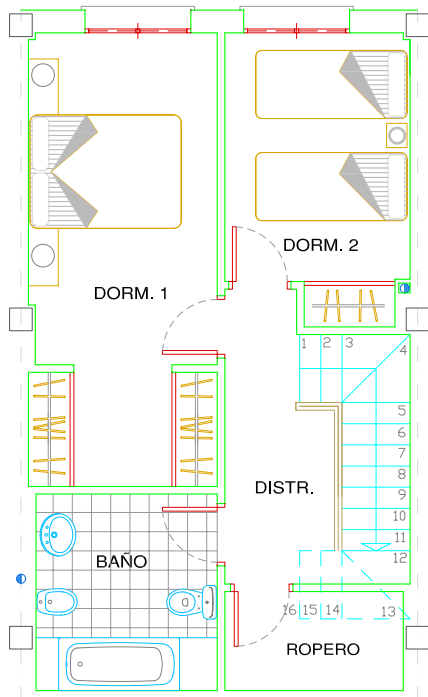 DORM. 2
DORM. 1
1 2 3
4
5
6
7
8
9
10
11
12
DISTR.
BAÑO
16 15 14 13
ROPERO